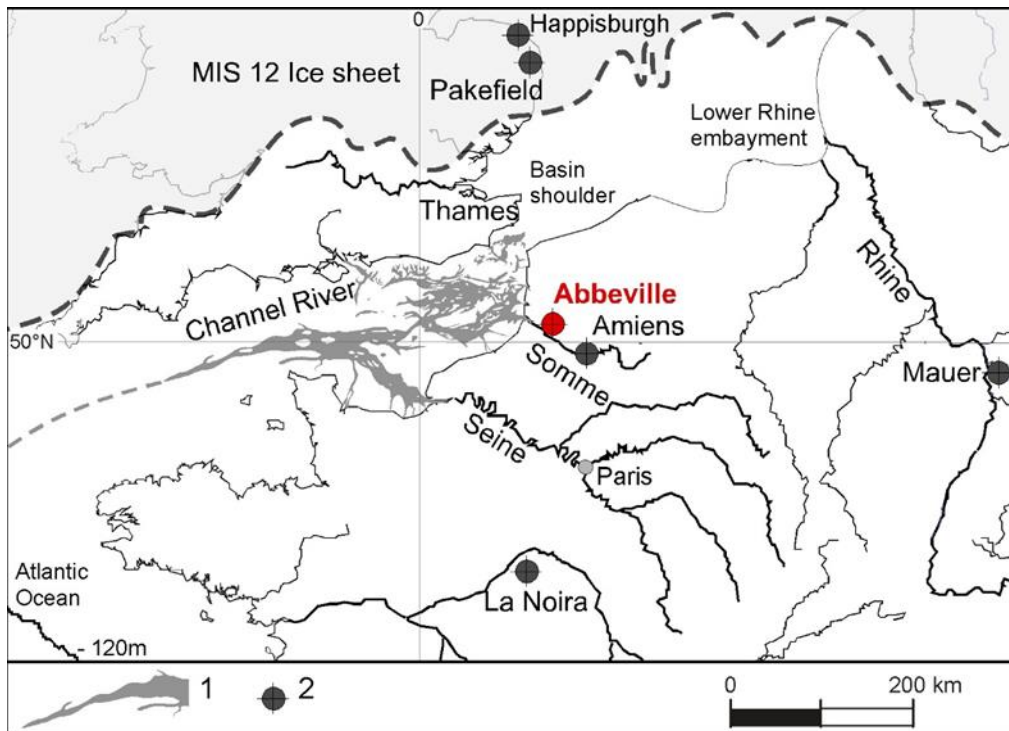 0
Happisburgh
MIS 12 Ice sheet
Pakefield
Lower Rhine
embayment
Basin
shoulder
Thames
Rhine
Channel River
Abbeville
Amiens
50°N
Somme
Mauer
Seine
Paris
Atlantic
Ocean
La Noira
- 120m
1
2
0
200 km